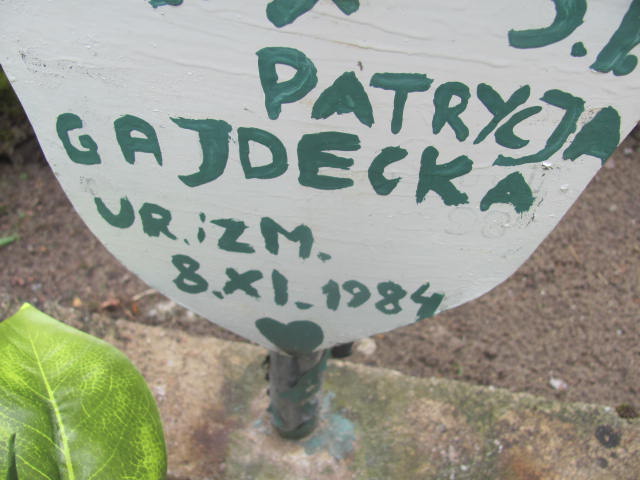 Ś.P.
PATRYCJA
GAJDECKA
UR. i ZM.
8.XI.1984